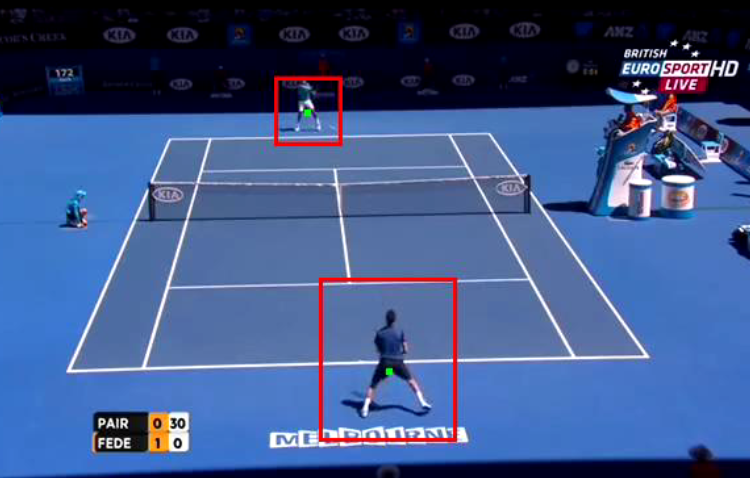 KIA KIA KIA KIA KIA KIA ANZ
BRITISH
EUROSPORT HD
LIVE
172
KIA KIA
MELBOURNE
PAIR 0 30
FEDE 1 0